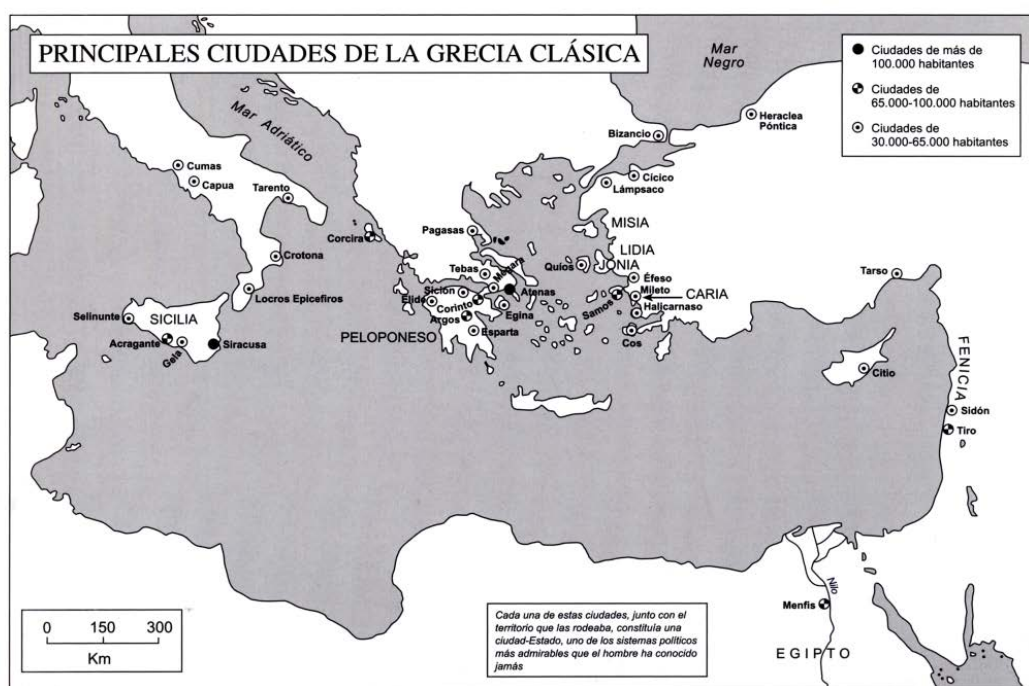 PRINCIPALES CIUDADES DE LA GRECIA CLÁSICA
Mar
Negro
Ciudades de más de
100.000 habitantes
Ciudades de
65.000-100.000 habitantes
Ciudades de
30.000-65.000 habitantes
Mar Adriático
Heraclea
Póntica
Bizancio
Cumas
Capua
Tarento
Cícico
Lámpsaco
MISIA
Corcira
Pagasas
LIDIA
JONIA
Quíos
Crotona
Tebas
Megara
Éfeso
Tarso
Mileto
CARIA
Locros Epicefiros
Sición
Atenas
Élide
Corinto
Samos
Halicarnaso
Selinunte
SICILIA
Egina
Argos
Acragante
Gela
Siracusa
PELOPONESO
Esparta
Cos
FENICIA
Citio
Sidón
Tiro
Nilo
Menfis
EGIPTO
0 150 300
Km
Cada una de estas ciudades, junto con el
territorio que las rodeaba, constituía una
ciudad-Estado, uno de los sistemas políticos
más admirables que el hombre ha conocido
jamás